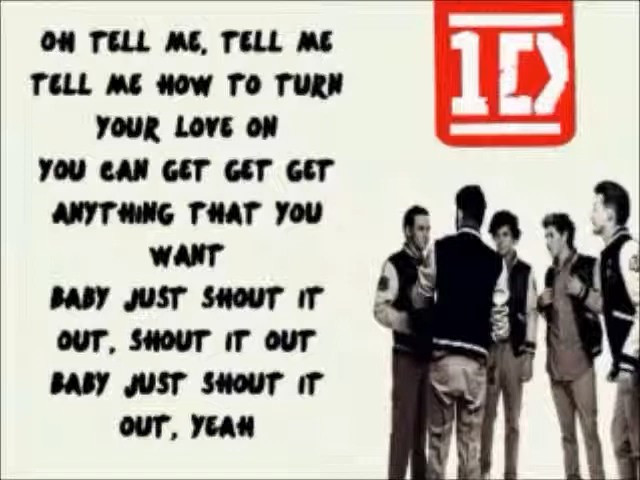 OH TELL ME, TELL ME
TELL ME HOW TO TURN
YOUR LOVE ON
YOU CAN GET GET GET
ANYTHING THAT YOU
WANT
BABY JUST SHOUT IT
OUT, SHOUT IT OUT
BABY JUST SHOUT IT
OUT, YEAH
1D